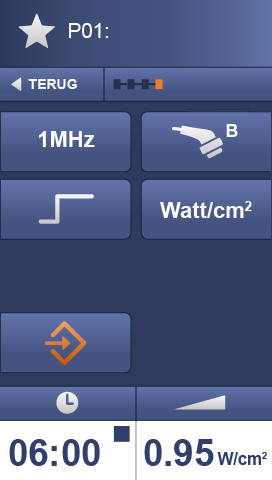 P01:
TERUG
1MHz
B
Watt/cm²
06:00
0.95 W/cm²